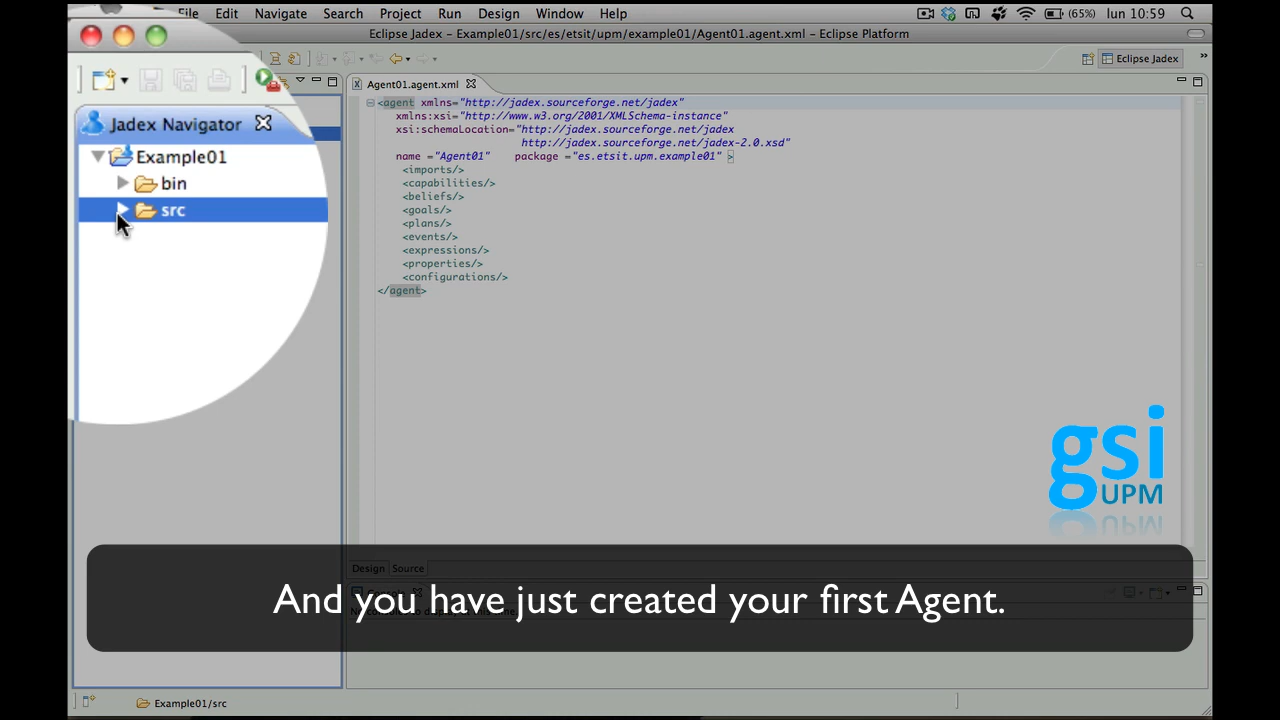 File Edit Navigate Search Project Run Design Window Help (65%) lun 10:59
Eclipse Jadex – Example01/src/es/etsit/upm/example01/Agent01.agent.xml – Eclipse Platform
Eclipse Jadex
Jadex Navigator
Example01
bin
src
Agent01.agent.xml
<agent xmlns="http://jadex.sourceforge.net/jadex"
xmlns:xsi="http://www.w3.org/2001/XMLSchema-instance"
xsi:schemaLocation="http://jadex.sourceforge.net/jadex
http://jadex.sourceforge.net/jadex-2.0.xsd"
name ="Agent01" package ="es.etsit.upm.example01" >
<imports/>
<capabilities/>
<beliefs/>
<goals/>
<plans/>
<events/>
<expressions/>
<properties/>
<configurations/>
</agent>
gsi
UPM
Design Source
And you have just created your first Agent.
Example01/src